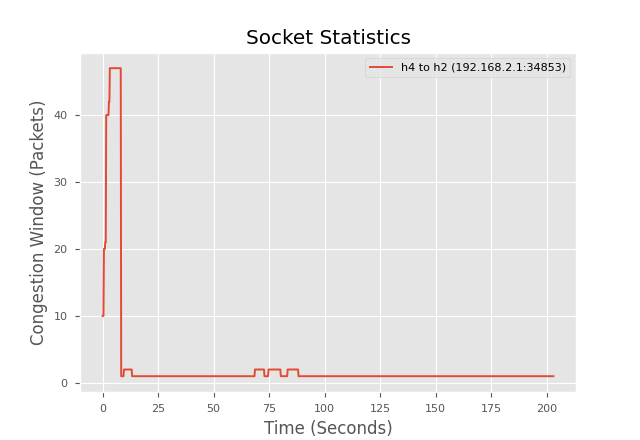 Socket Statistics
h4 to h2 (192.168.2.1:34853)
Congestion Window (Packets)
40
30
20
10
0
0 25 50 75 100 125 150 175 200
Time (Seconds)